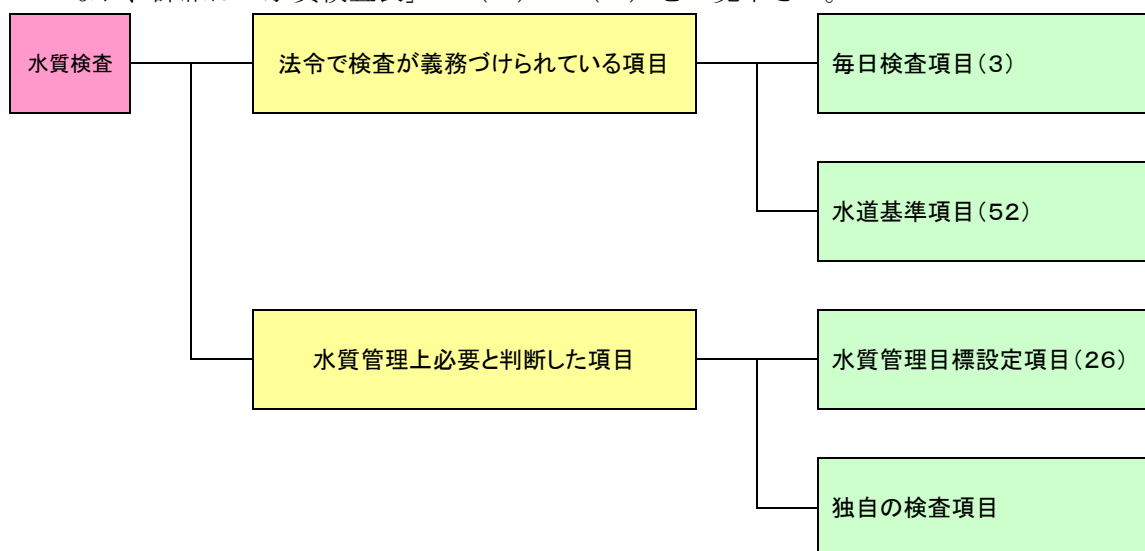 水質検査
法令で検査が義務づけられている項目
毎日検査項目(3)
水道基準項目(52)
水質管理上必要と判断した項目
水質管理目標設定項目(26)
独自の検査項目